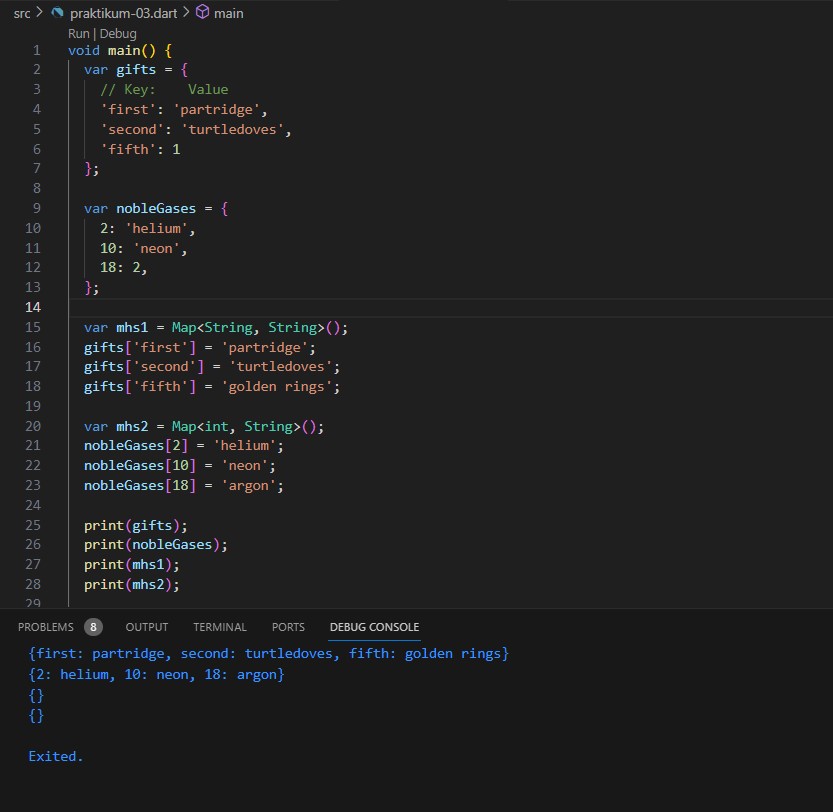 src > praktikum-03.dart > main
Run | Debug
1 void main() {
2 var gifts = {
3 // Key:    Value
4 'first': 'partridge',
5 'second': 'turtledoves',
6 'fifth': 1
7 };
8
9 var nobleGases = {
10 2: 'helium',
11 10: 'neon',
12 18: 2,
13 };
14
15 var mhs1 = Map<String, String>();
16 gifts['first'] = 'partridge';
17 gifts['second'] = 'turtledoves';
18 gifts['fifth'] = 'golden rings';
19
20 var mhs2 = Map<int, String>();
21 nobleGases[2] = 'helium';
22 nobleGases[10] = 'neon';
23 nobleGases[18] = 'argon';
24
25 print(gifts);
26 print(nobleGases);
27 print(mhs1);
28 print(mhs2);
29
PROBLEMS 8 OUTPUT TERMINAL PORTS DEBUG CONSOLE
{first: partridge, second: turtledoves, fifth: golden rings}
{2: helium, 10: neon, 18: argon}
{}
{}
Exited.